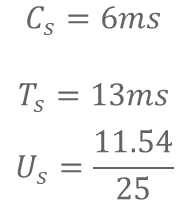 C_s = 6ms
T_s = 13ms
U_s = 11.54/25